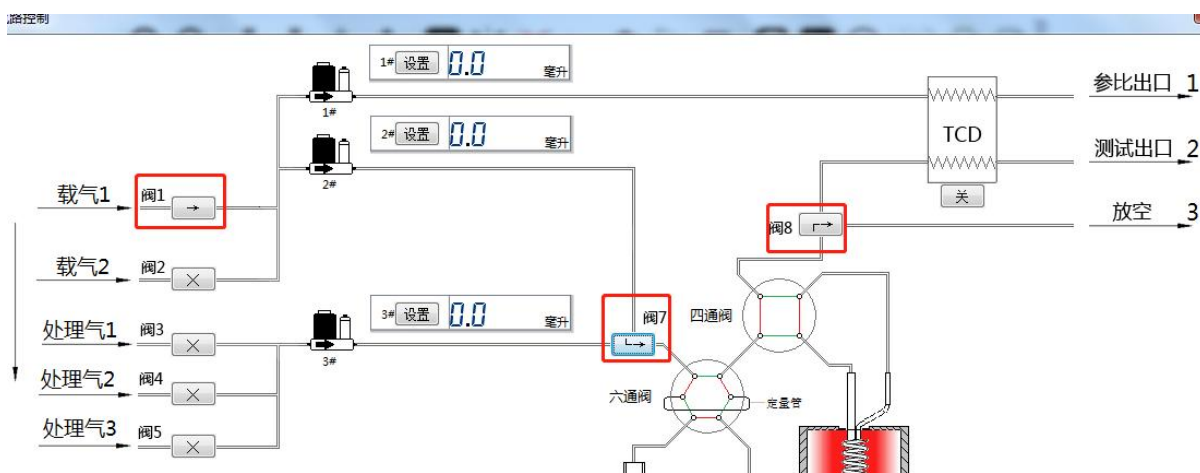 路控制
1# 设置 0.0 毫升
1#
参比出口 1
2# 设置 0.0 毫升
2#
TCD
测试出口 2
关
载气1 阀1
放空 3
阀8
载气2 阀2
3# 设置 0.0 毫升
3#
阀7
四通阀
处理气1 阀3
处理气2 阀4
六通阀
定量管
处理气3 阀5